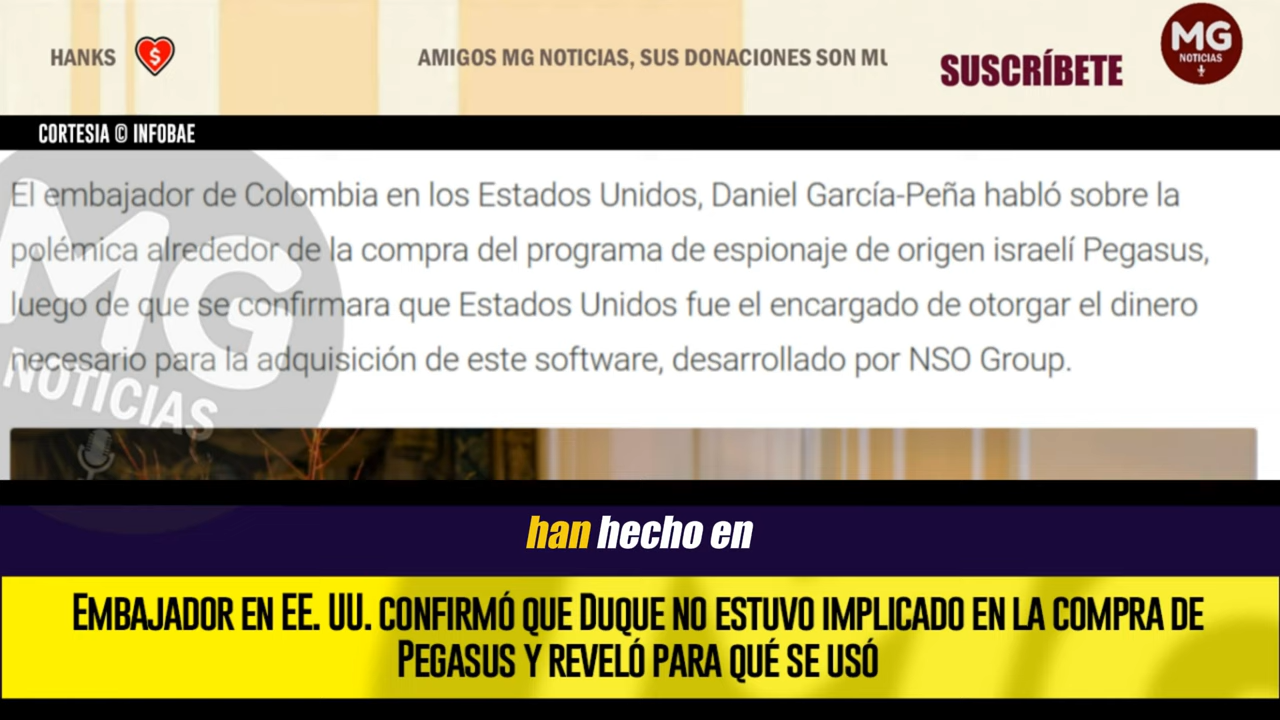 HANKS
$
AMIGOS MG NOTICIAS, SUS DONACIONES SON MU
SUSCRÍBETE
MG
NOTICIAS
CORTESIA © INFOBAE
El embajador de Colombia en los Estados Unidos, Daniel García-Peña habló sobre la
polémica alrededor de la compra del programa de espionaje de origen israelí Pegasus,
luego de que se confirmara que Estados Unidos fue el encargado de otorgar el dinero
necesario para la adquisición de este software, desarrollado por NSO Group.
MG
NOTICIAS
han hecho en
EMBAJADOR EN EE. UU. CONFIRMÓ QUE DUQUE NO ESTUVO IMPLICADO EN LA COMPRA DE
PEGASUS Y REVELÓ PARA QUÉ SE USÓ